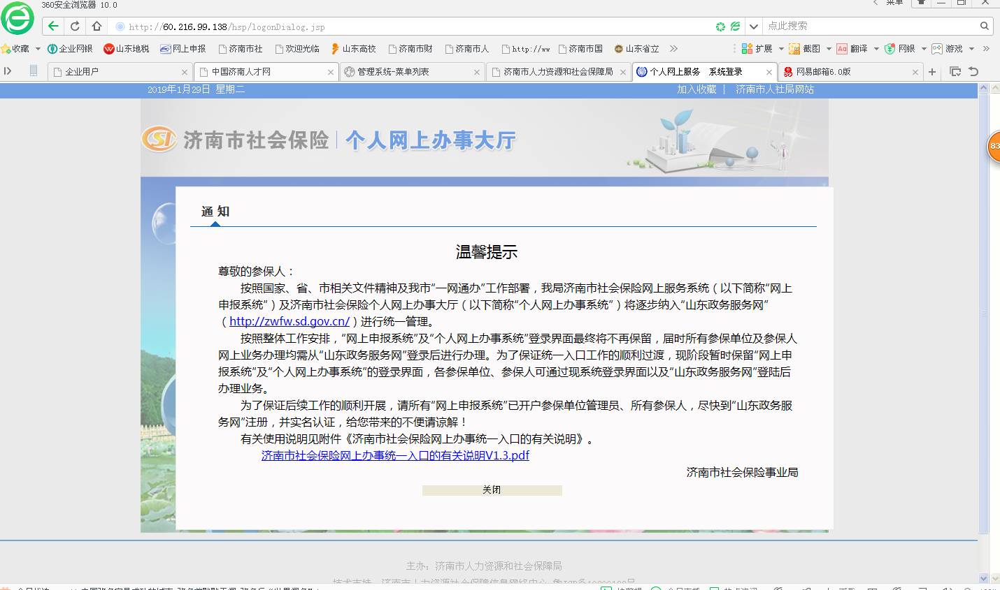 360安全浏览器 10.0
菜单
http://60.216.99.138/hsp/logonDialog.jsp
点此搜索
收藏 企业网银 山东地税 网上申报 济南市社 欢迎光临 山东高校 济南市财 济南市人 http://ww 济南市国 山东省立 扩展 截图 翻译 网银 游戏
企业用户 中国济南人才网 管理系统-菜单列表 济南市人力资源和社会保障局 个人网上服务 系统登录 网易邮箱6.0版
2019年1月29日 星期二 加入收藏 | 济南市人社局网站
济南市社会保险 | 个人网上办事大厅
83
通 知
温馨提示
尊敬的参保人：
按照国家、省、市相关文件精神及我市“一网通办”工作部署，我局济南市社会保险网上服务系统（以下简称“网上
申报系统”）及济南市社会保险个人网上办事大厅（以下简称“个人网上办事系统”）将逐步纳入“山东政务服务网”
（http://zwfw.sd.gov.cn/）进行统一管理。
按照整体工作安排，“网上申报系统”及“个人网上办事系统”登录界面最终将不再保留，届时所有参保单位及参保人
网上业务办理均需从“山东政务服务网”登录后进行办理。为了保证统一入口工作的顺利过渡，现阶段暂时保留“网上申
报系统”及“个人网上办事系统”的登录界面，各参保单位、参保人可通过现系统登录界面以及“山东政务服务网”登陆后
办理业务。
为了保证后续工作的顺利开展，请所有“网上申报系统”已开户参保单位管理员、所有参保人，尽快到“山东政务服
务网”注册，并实名认证，给您带来的不便请谅解！
有关使用说明见附件《济南市社会保险网上办事统一入口的有关说明》。
济南市社会保险网上办事统一入口的有关说明V1.3.pdf
济南市社会保险事业局
关闭
主办：济南市人力资源和社会保障局